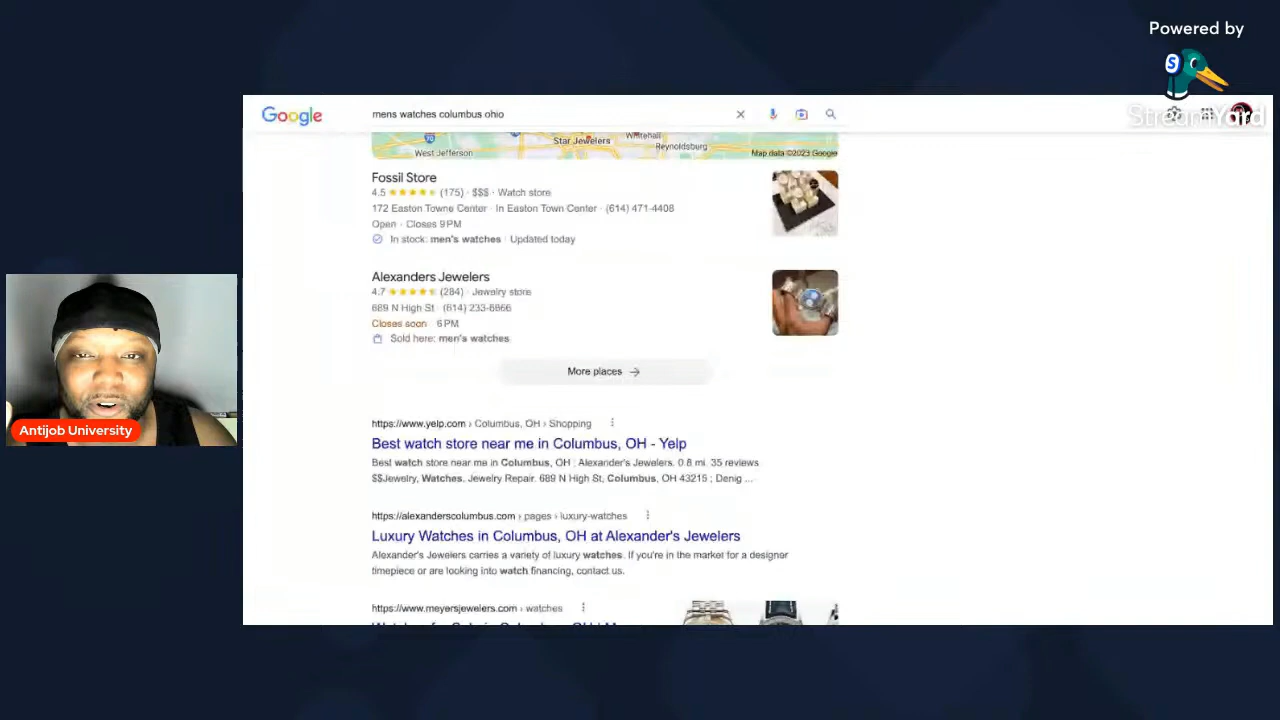 Powered by
StreamYard
Google
mens watches columbus ohio
70
West Jefferson
Star Jewelers
Whitehall
Reynoldsburg
Map data ©2023 Google
Fossil Store
4.5 (175) · $$$ · Watch store
172 Easton Towne Center · In Easton Town Center · (614) 471-4408
Open · Closes 9 PM
In stock: men's watches · Updated today
Alexanders Jewelers
4.7 (284) · Jewelry store
689 N High St · (614) 233-6866
Closes soon · 6 PM
Sold here: men's watches
More places →
https://www.yelp.com › Columbus, OH › Shopping
Best watch store near me in Columbus, OH - Yelp
Best watch store near me in Columbus, OH ; Alexander's Jewelers. 0.8 mi. 35 reviews
$$Jewelry, Watches, Jewelry Repair. 689 N High St, Columbus, OH 43215 ; Denig ...
https://alexanderscolumbus.com › pages › luxury-watches
Luxury Watches in Columbus, OH at Alexander's Jewelers
Alexander's Jewelers carries a variety of luxury watches. If you're in the market for a designer
timepiece or are looking into watch financing, contact us.
https://www.meyersjewelers.com › watches
Antijob University